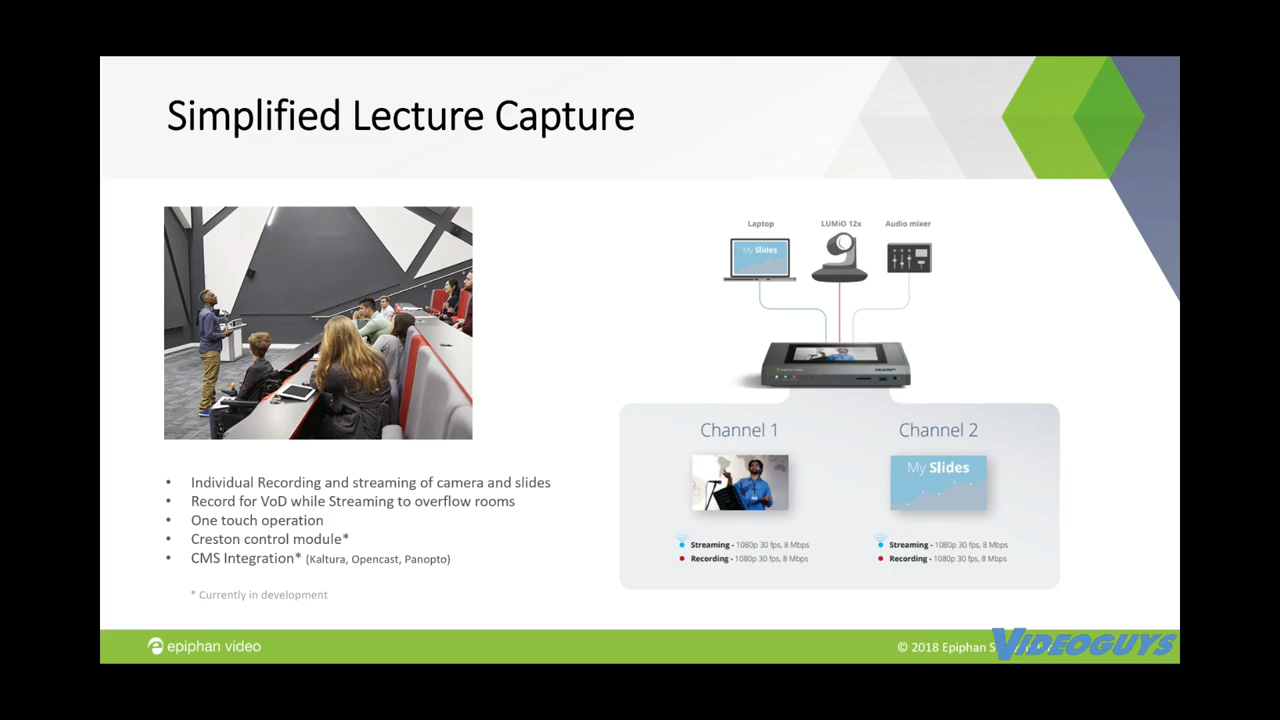 Simplified Lecture Capture
• Individual Recording and streaming of camera and slides
• Record for VoD while Streaming to overflow rooms
• One touch operation
• Creston control module*
• CMS Integration* (Kaltura, Opencast, Panopto)
* Currently in development
Laptop
LUMiO 12x
Audio mixer
My Slides
Channel 1
Channel 2
My Slides
Streaming - 1080p 30 fps, 8 Mbps
Recording - 1080p 30 fps, 8 Mbps
Streaming - 1080p 30 fps, 8 Mbps
Recording - 1080p 30 fps, 8 Mbps
epiphan video
© 2018 Epiphan
VIDEOGUYS